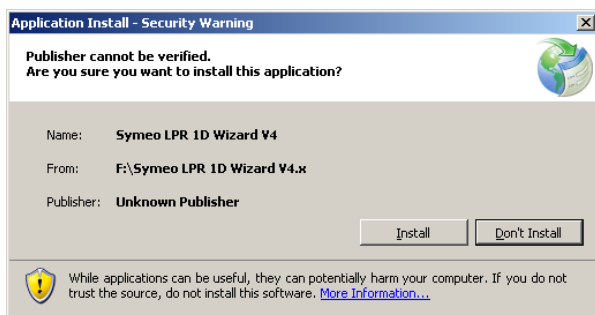 Application Install - Security Warning
Publisher cannot be verified.
Are you sure you want to install this application?
Name: Symeo LPR 1D Wizard V4
From: F:\Symeo LPR 1D Wizard V4.x
Publisher: Unknown Publisher
Install Don't Install
While applications can be useful, they can potentially harm your computer. If you do not
trust the source, do not install this software. More Information...